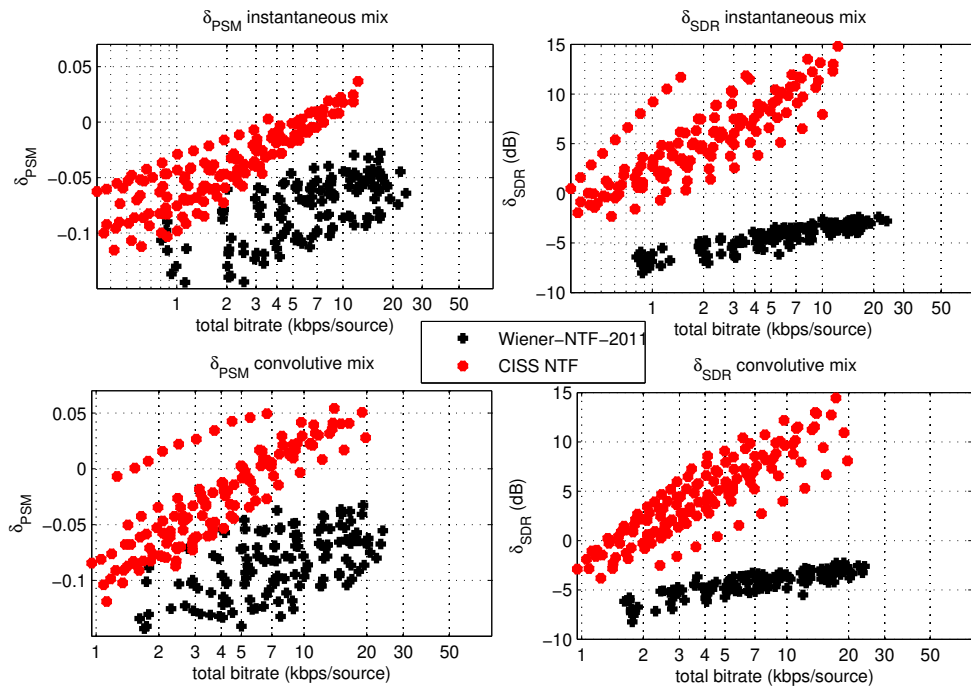 δPSM instantaneous mix
δSDR instantaneous mix
0.05
0
−0.05
−0.1
δPSM
1 2 3 4 5 7 10 20 30 50
total bitrate (kbps/source)
15
10
5
0
−5
−10
δSDR (dB)
1 2 3 4 5 7 10 20 30 50
total bitrate (kbps/source)
Wiener−NTF−2011
CISS NTF
δPSM convolutive mix
δSDR convolutive mix
0.05
0
−0.05
−0.1
δPSM
1 2 3 4 5 7 10 20 30 50
total bitrate (kbps/source)
15
10
5
0
−5
−10
δSDR (dB)
1 2 3 4 5 7 10 20 30 50
total bitrate (kbps/source)